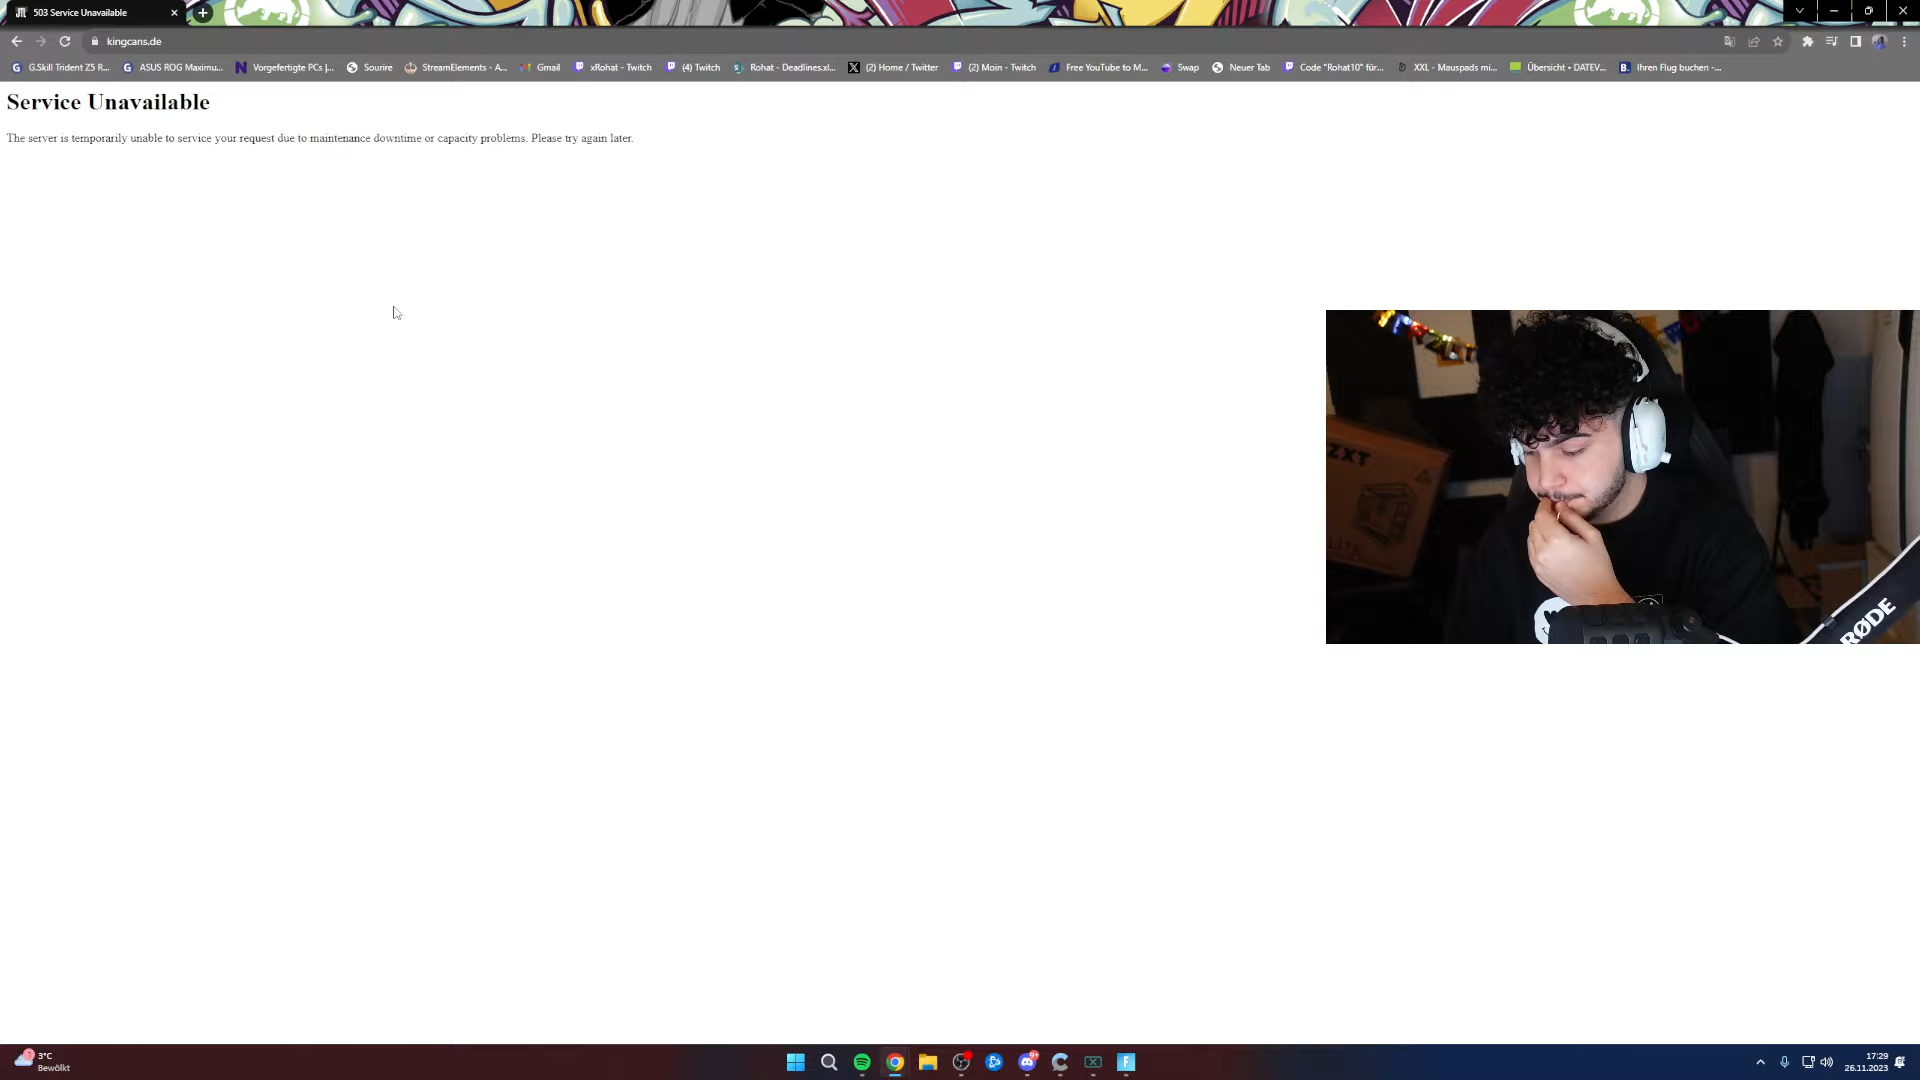 503 Service Unavailable
kingcans.de
G.Skill Trident Z5 R...
ASUS ROG Maximu...
Vorgefertigte PCs |...
Sourire
StreamElements - A...
Gmail
xRohat - Twitch
(4) Twitch
Rohat - Deadlines.xl...
(2) Home / Twitter
(2) Moin - Twitch
Free YouTube to M...
Swap
Neuer Tab
Code "Rohat10" für...
XXL - Mauspads mi...
Übersicht • DATEV...
Ihren Flug buchen -...
Service Unavailable
The server is temporarily unable to service your request due to maintenance downtime or capacity problems. Please try again later.
ZXT
RØDE
3°C
Bewölkt
17:29
26.11.2023